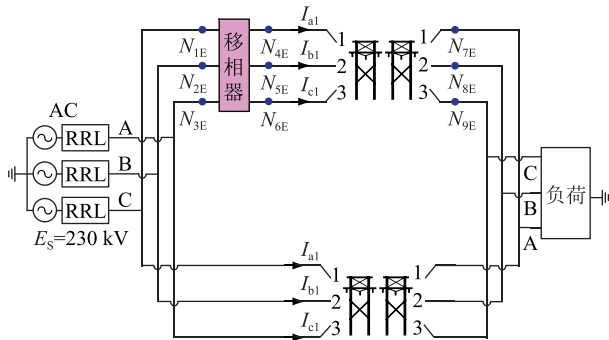 I_a1
1
1
N_1E
N_4E
N_7E
移相器
I_b1
2
2
N_2E
N_5E
N_8E
I_c1
3
3
N_3E
N_6E
N_9E
AC
RRL
A
RRL
B
RRL
C
E_S=230 kV
C
B
A
负荷
I_a1
1
1
I_b1
2
2
I_c1
3
3